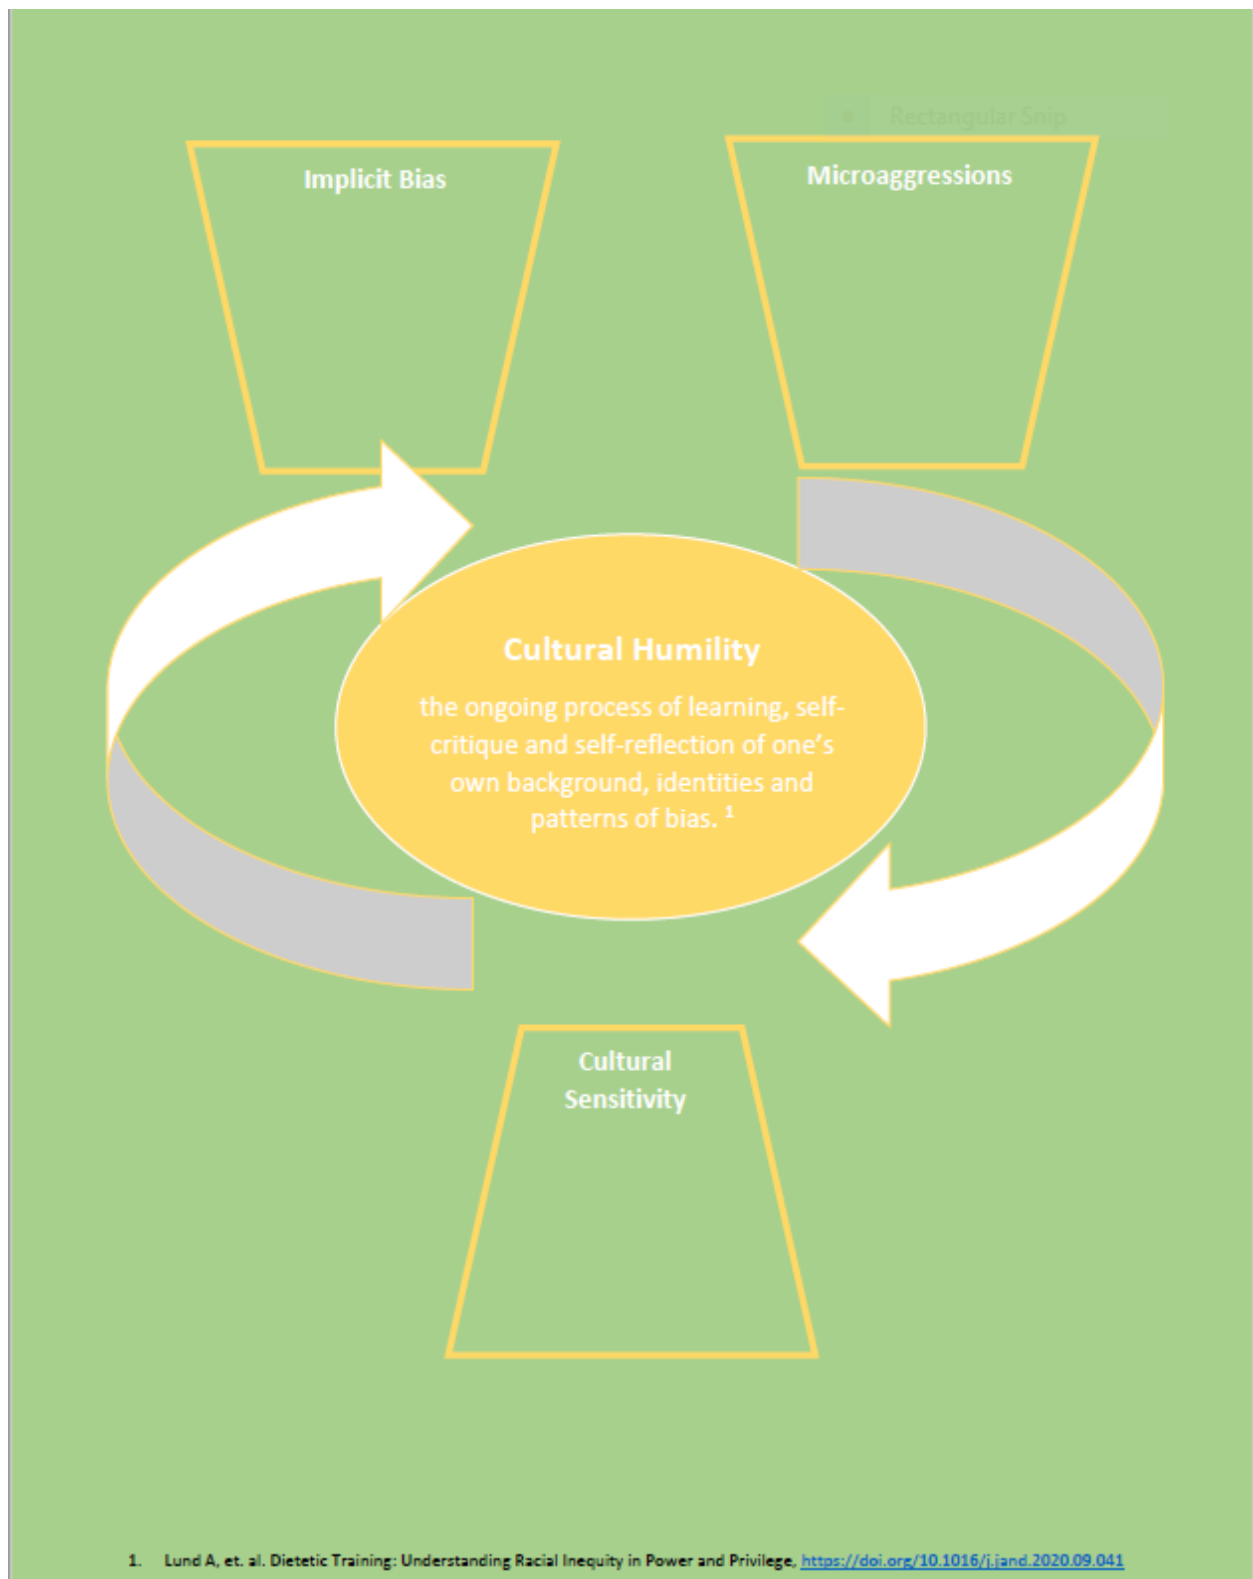 Rectangular Snip
Implicit Bias
Microaggressions
Cultural Humility
the ongoing process of learning, self-
critique and self-reflection of one's
own background, identities and
patterns of bias. ¹
Cultural
Sensitivity
1. Lund A, et. al. Dietetic Training: Understanding Racial Inequity in Power and Privilege, https://doi.org/10.1016/j.jand.2020.09.041